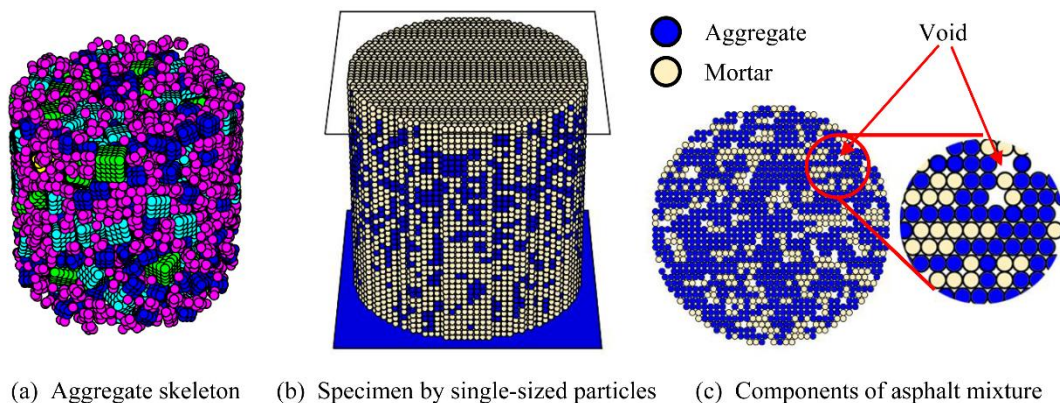 Aggregate
Mortar
Void
(a) Aggregate skeleton
(b) Specimen by single-sized particles
(c) Components of asphalt mixture